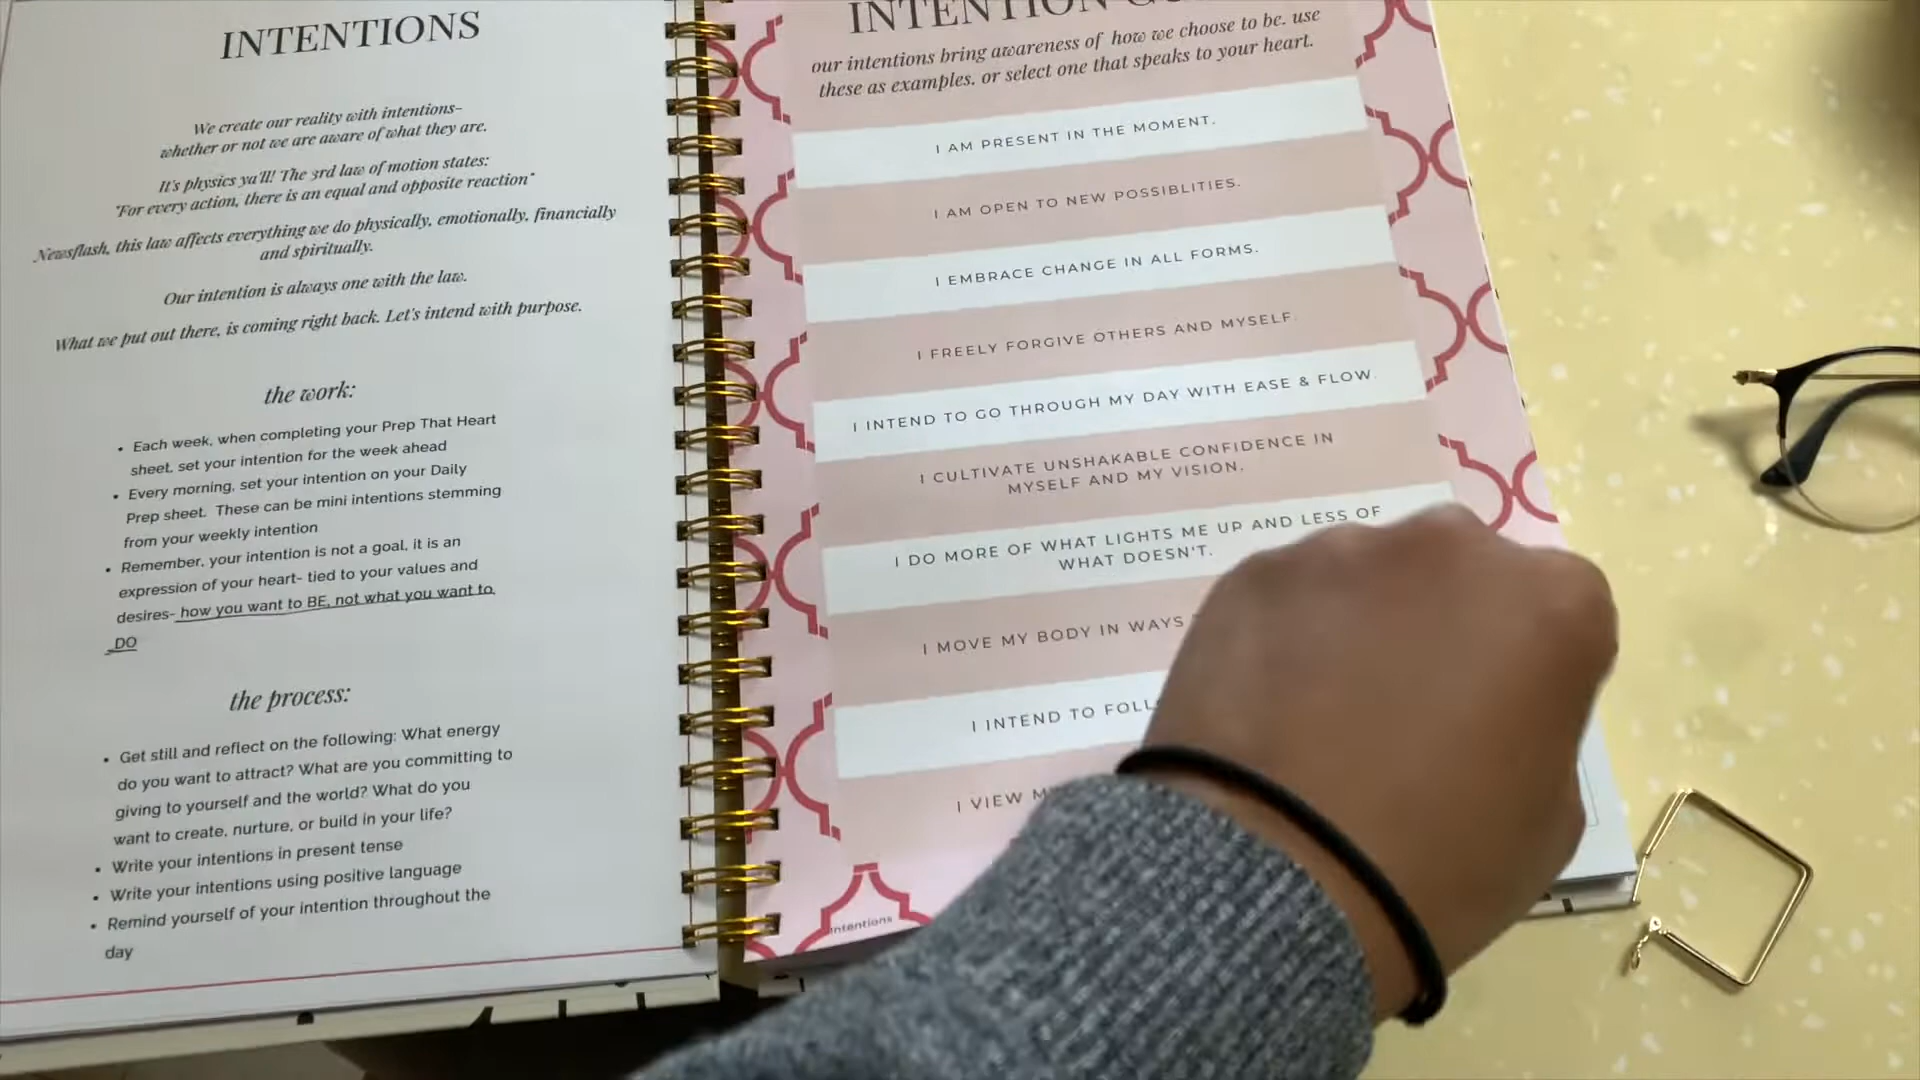 INTENTIONS
We create our reality with intentions–
whether or not we are aware of what they are.
It's physics ya'll! The 3rd law of motion states:
"For every action, there is an equal and opposite reaction"
Newsflash, this law affects everything we do physically, emotionally, financially
and spiritually.
Our intention is always one with the law.
What we put out there, is coming right back. Let's intend with purpose.
the work:
• Each week, when completing your Prep That Heart
sheet, set your intention for the week ahead
• Every morning, set your intention on your Daily
Prep sheet. These can be mini intentions stemming
from your weekly intention
• Remember, your intention is not a goal, it is an
expression of your heart- tied to your values and
desires- how you want to BE, not what you want to
DO
the process:
• Get still and reflect on the following: What energy
do you want to attract? What are you committing to
giving to yourself and the world? What do you
want to create, nurture, or build in your life?
• Write your intentions in present tense
• Write your intentions using positive language
• Remind yourself of your intention throughout the
day
INTENTION
our intentions bring awareness of how we choose to be. use
these as examples. or select one that speaks to your heart.
I AM PRESENT IN THE MOMENT.
I AM OPEN TO NEW POSSIBLITIES.
I EMBRACE CHANGE IN ALL FORMS.
I FREELY FORGIVE OTHERS AND MYSELF.
I INTEND TO GO THROUGH MY DAY WITH EASE & FLOW.
I CULTIVATE UNSHAKABLE CONFIDENCE IN
MYSELF AND MY VISION.
I DO MORE OF WHAT LIGHTS ME UP AND LESS OF
WHAT DOESN'T.
I MOVE MY BODY IN WAYS
I INTEND TO
I VIEW
Intentions